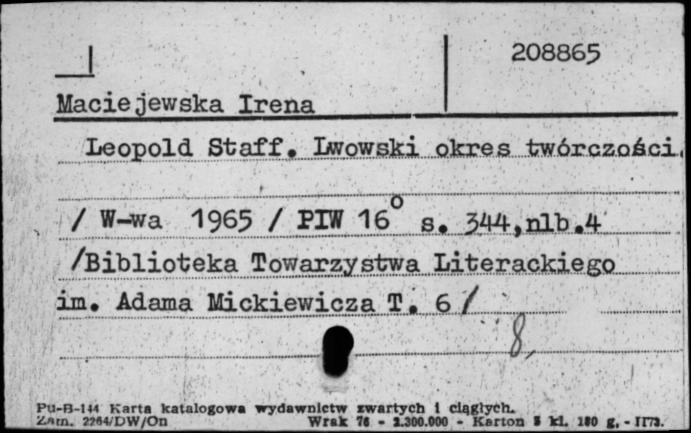 208865
Maciejewska Irena
Leopold Staff. Lwowski okres twórczości.
/ W-wa 1965 / PIW 16° s. 344,nlb.4
/Biblioteka Towarzystwa Literackiego
im. Adama Mickiewicza T. 6/
8,
Pu-B-144 Karta katalogowa wydawnictw zwartych i ciągłych.
Zam. 2264/DW/On Wrak 76 - 2.300.000 - Karton 5 kl. 180 g, - II73.